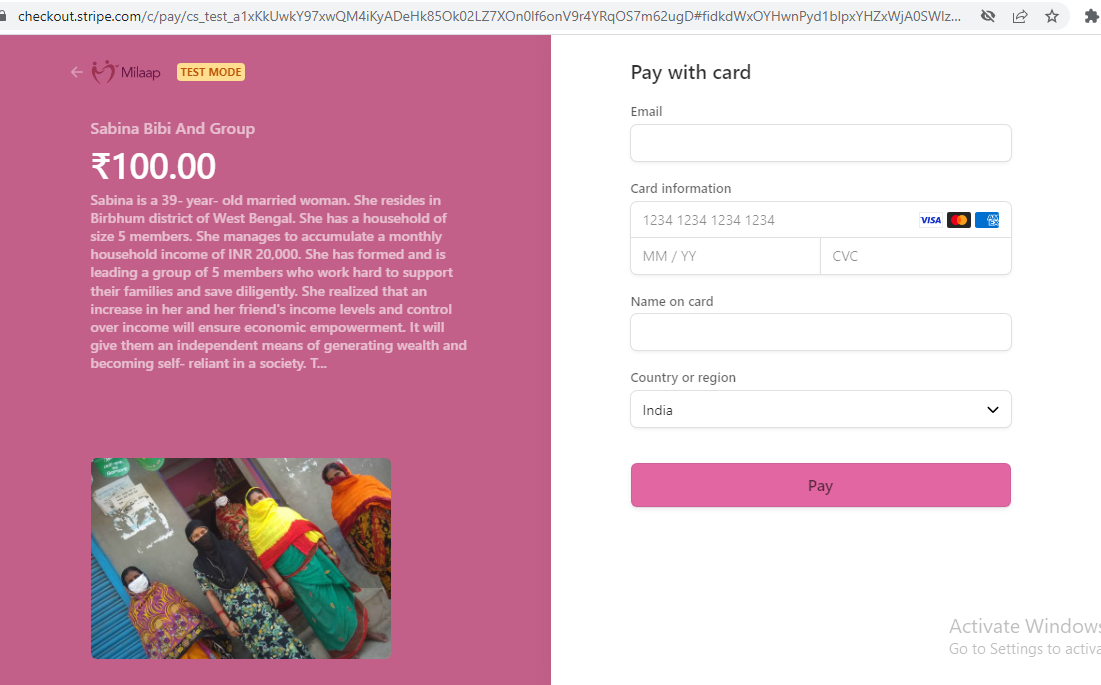 checkout.stripe.com/c/pay/cs_test_a1xKkUwkY97xwQM4iKyADeHk85Ok02LZ7XOn0If6onV9r4YRqOS7m62ugD#fidkdWxOYHwnPyd1blpxYHZxWjA0SWlz...
Milaap
TEST MODE
Sabina Bibi And Group
₹100.00
Sabina is a 39- year- old married woman. She resides in
Birbhum district of West Bengal. She has a household of
size 5 members. She manages to accumulate a monthly
household income of INR 20,000. She has formed and is
leading a group of 5 members who work hard to support
their families and save diligently. She realized that an
increase in her and her friend's income levels and control
over income will ensure economic empowerment. It will
give them an independent means of generating wealth and
becoming self- reliant in a society. T...
Pay with card
Email
Card information
1234 1234 1234 1234
VISA
MM / YY
CVC
Name on card
Country or region
India
Pay
Activate Windows
Go to Settings to activa